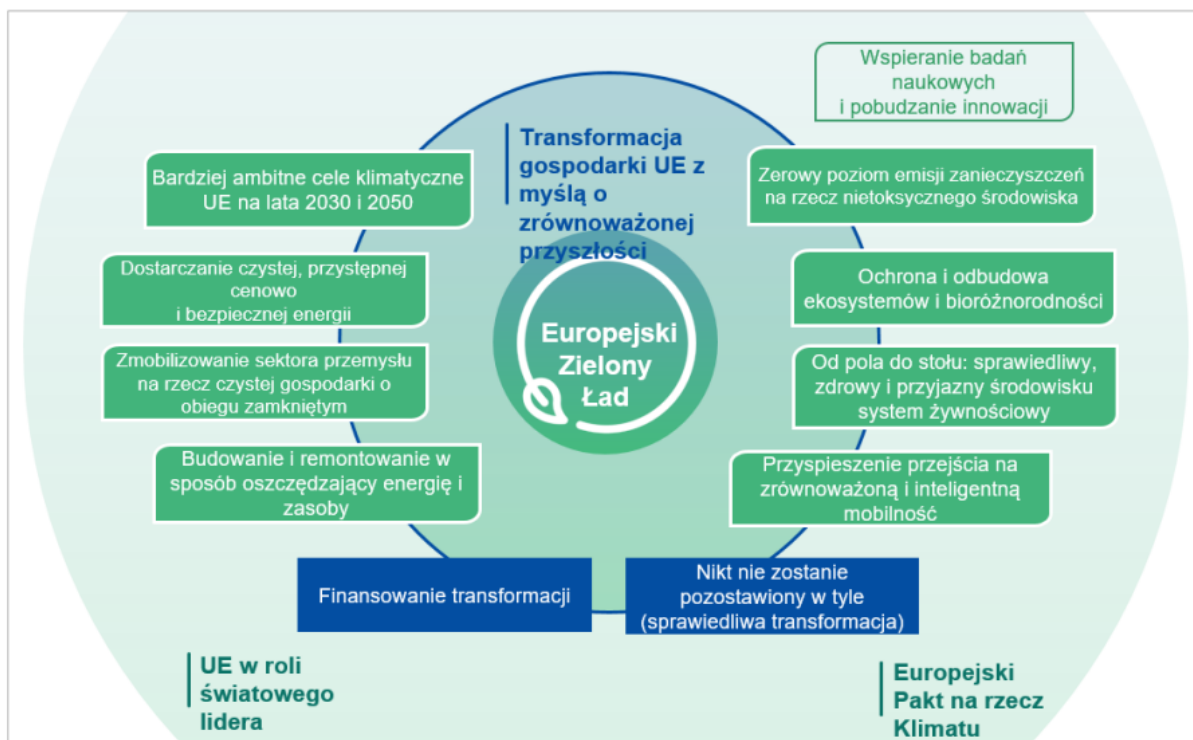 Wspieranie badań
naukowych
i pobudzanie innowacji
Transformacja
gospodarki UE z
myślą o
zrównoważonej
przyszłości
Bardziej ambitne cele klimatyczne
UE na lata 2030 i 2050
Zerowy poziom emisji zanieczyszczeń
na rzecz nietoksycznego środowiska
Dostarczanie czystej, przystępnej
cenowo
i bezpiecznej energii
Ochrona i odbudowa
ekosystemów i bioróżnorodności
Europejski
Zielony
Ład
Zmobilizowanie sektora przemysłu
na rzecz czystej gospodarki o
obiegu zamkniętym
Od pola do stołu: sprawiedliwy,
zdrowy i przyjazny środowisku
system żywnościowy
Budowanie i remontowanie w
sposób oszczędzający energię i
zasoby
Przyspieszenie przejścia na
zrównoważoną i inteligentną
mobilność
Finansowanie transformacji
Nikt nie zostanie
pozostawiony w tyle
(sprawiedliwa transformacja)
UE w roli
światowego
lidera
Europejski
Pakt na rzecz
Klimatu